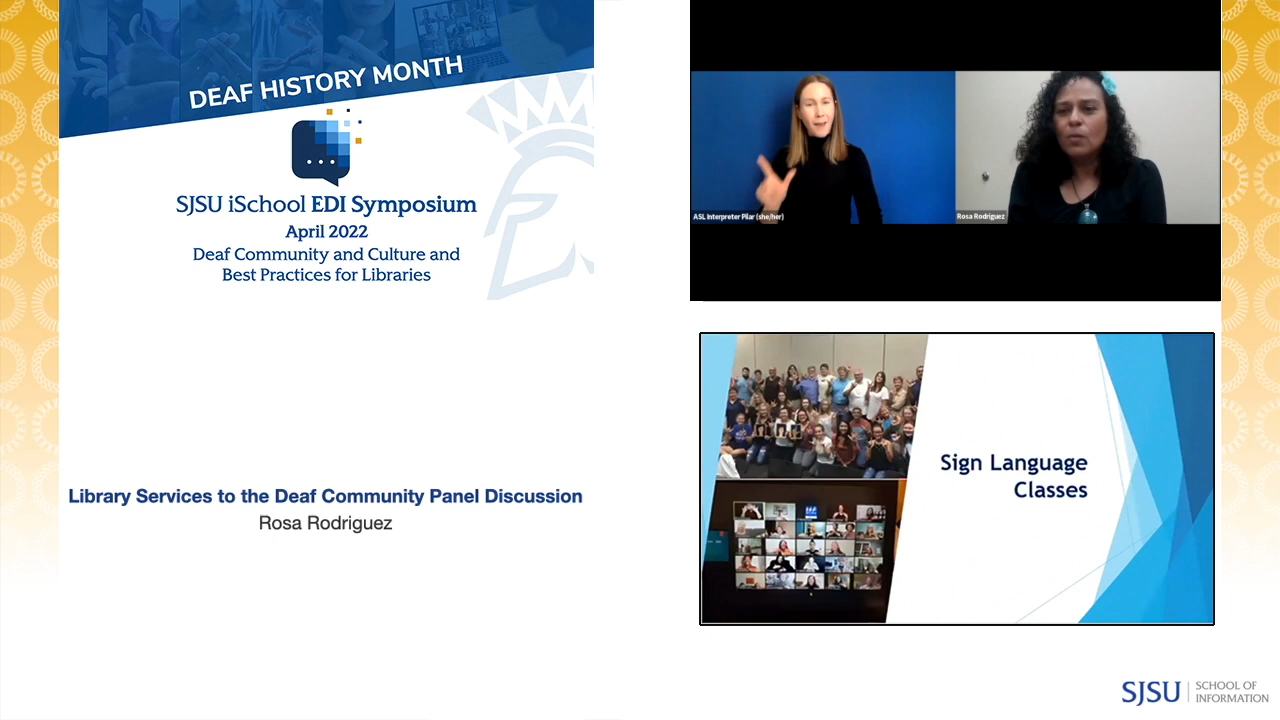 DEAF HISTORY MONTH
SJSU iSchool EDI Symposium
April 2022
Deaf Community and Culture and
Best Practices for Libraries
Library Services to the Deaf Community Panel Discussion
Rosa Rodriguez
ASL Interpreter Pilar (she/her)
Rosa Rodriguez
Sign Language
Classes
SJSU SCHOOL OF
INFORMATION